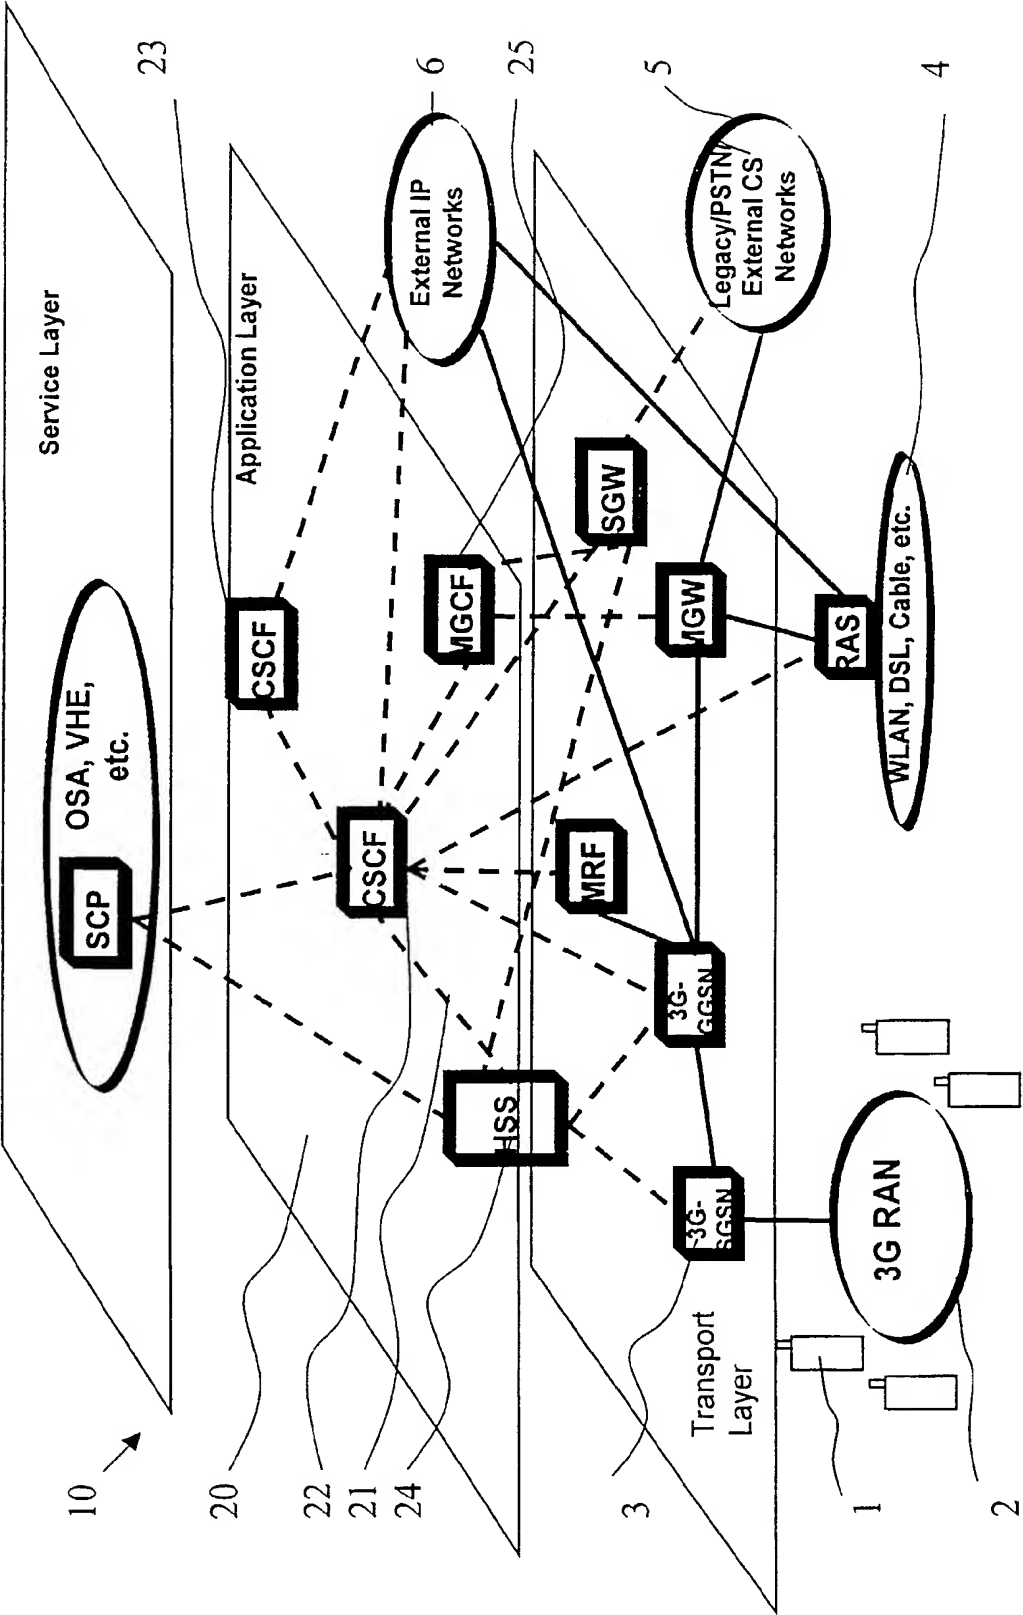 Service Layer
OSA, VHE,
etc.
SCP
10
23
Application Layer
CSCF
CSCF
6
External IP
Networks
25
MGCF
HSS
20
22
21
24
5
Legacy/PSTN/
External CS
Networks
SGW
MGW
MRF
3G-
GGSN
3G-
SGSN
Transport
Layer
3
4
RAS
WLAN, DSL, Cable, etc.
3G RAN
1
2